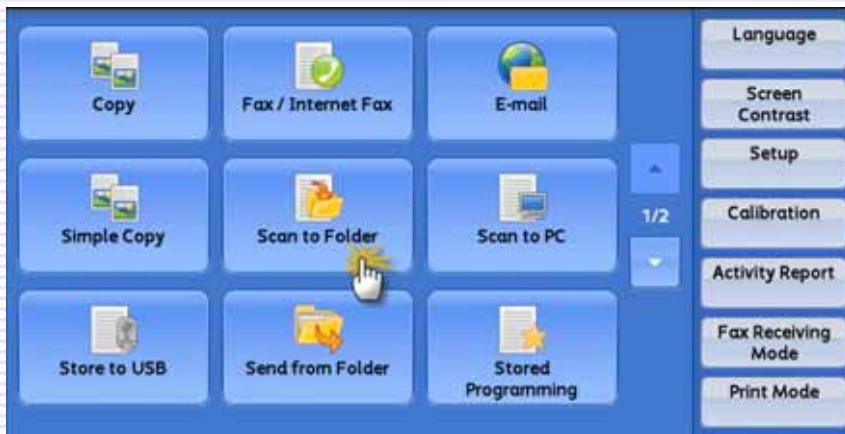 Copy
Fax / Internet Fax
E-mail
Simple Copy
Scan to Folder
Scan to PC
Store to USB
Send from Folder
Stored
Programming
1/2
Language
Screen
Contrast
Setup
Calibration
Activity Report
Fax Receiving
Mode
Print Mode